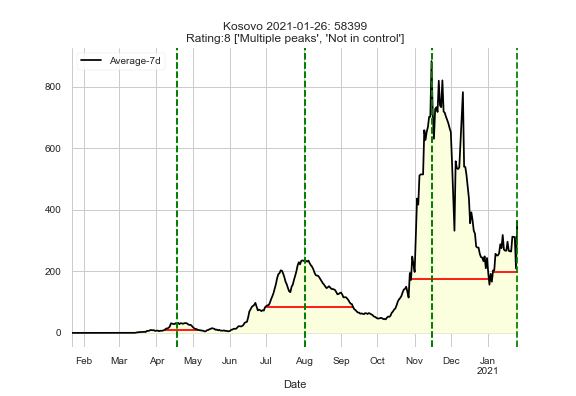 Kosovo 2021-01-26: 58399
Rating:8 ['Multiple peaks', 'Not in control']
Average-7d
800
600
400
200
0
Feb Mar Apr May Jun Jul Aug Sep Oct Nov Dec Jan
2021
Date